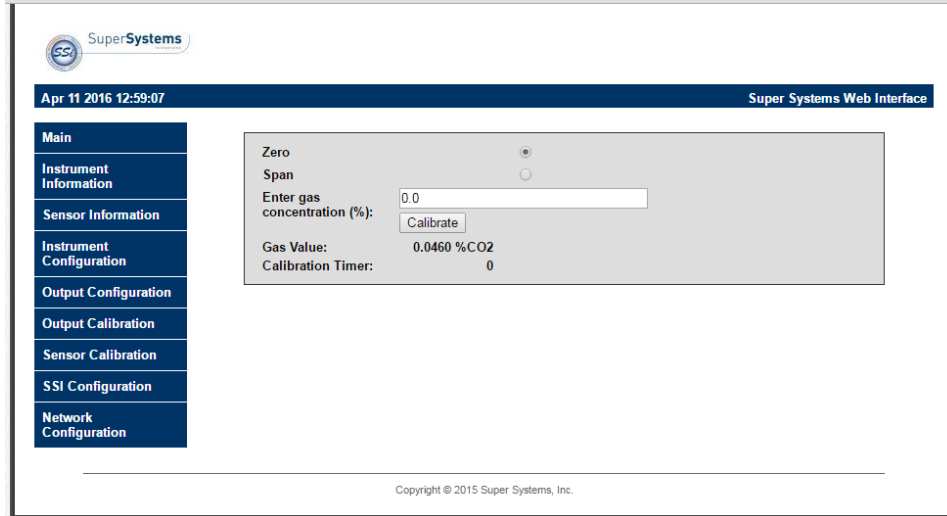 SSi SuperSystems
Apr 11 2016 12:59:07 Super Systems Web Interface
Main
Instrument
Information
Sensor Information
Instrument
Configuration
Output Configuration
Output Calibration
Sensor Calibration
SSI Configuration
Network
Configuration
Zero
Span
Enter gas
concentration (%):
0.0
Calibrate
Gas Value: 0.0460 %CO2
Calibration Timer: 0
Copyright © 2015 Super Systems, Inc.